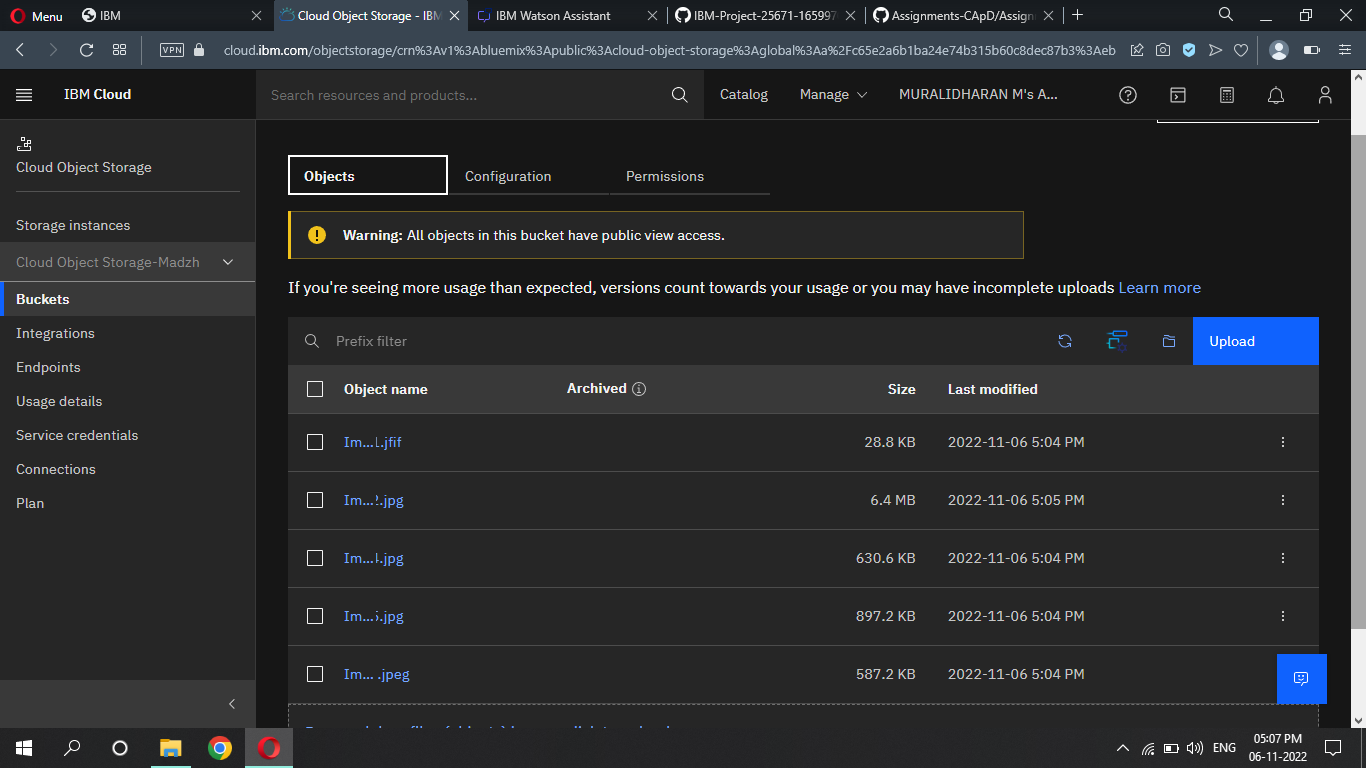 Menu
IBM
Cloud Object Storage - IBM
IBM Watson Assistant
IBM-Project-25671-165997
Assignments-CApD/Assign
VPN
cloud.ibm.com/objectstorage/crn%3Av1%3Abluemix%3Apublic%3Acloud-object-storage%3Aglobal%3Aa%2Fc65e2a6b1ba24e74b315b60c8dec87b3%3Aeb
IBM Cloud
Search resources and products...
Catalog
Manage
MURALIDHARAN M's A...
Cloud Object Storage
Storage instances
Cloud Object Storage-Madzh
Buckets
Integrations
Endpoints
Usage details
Service credentials
Connections
Plan
Objects
Configuration
Permissions
Warning: All objects in this bucket have public view access.
If you're seeing more usage than expected, versions count towards your usage or you may have incomplete uploads Learn more
Prefix filter
Upload
Object name
Archived
Size
Last modified
Im... .jfif 28.8 KB 2022-11-06 5:04 PM
Im... .jpg 6.4 MB 2022-11-06 5:05 PM
Im... .jpg 630.6 KB 2022-11-06 5:04 PM
Im... .jpg 897.2 KB 2022-11-06 5:04 PM
Im... .jpeg 587.2 KB 2022-11-06 5:04 PM
ENG
05:07 PM
06-11-2022